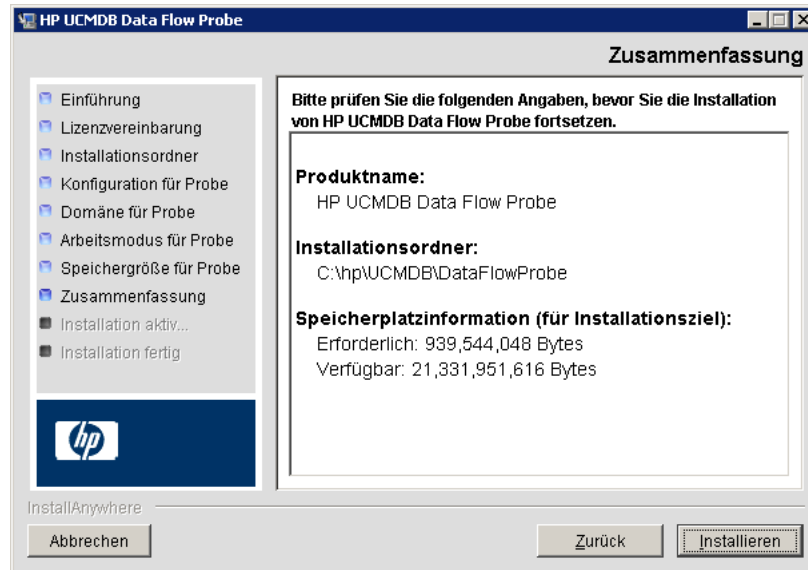 HP UCMDB Data Flow Probe
Zusammenfassung
Einführung
Lizenzvereinbarung
Installationsordner
Konfiguration für Probe
Domäne für Probe
Arbeitsmodus für Probe
Speichergröße für Probe
Zusammenfassung
Installation aktiv...
Installation fertig
hp
Bitte prüfen Sie die folgenden Angaben, bevor Sie die Installation
von HP UCMDB Data Flow Probe fortsetzen.
Produktname:
HP UCMDB Data Flow Probe
Installationsordner:
C:\hp\UCMDB\DataFlowProbe
Speicherplatzinformation (für Installationsziel):
Erforderlich: 939,544,048 Bytes
Verfügbar: 21,331,951,616 Bytes
InstallAnywhere
Abbrechen
Zurück
Installieren